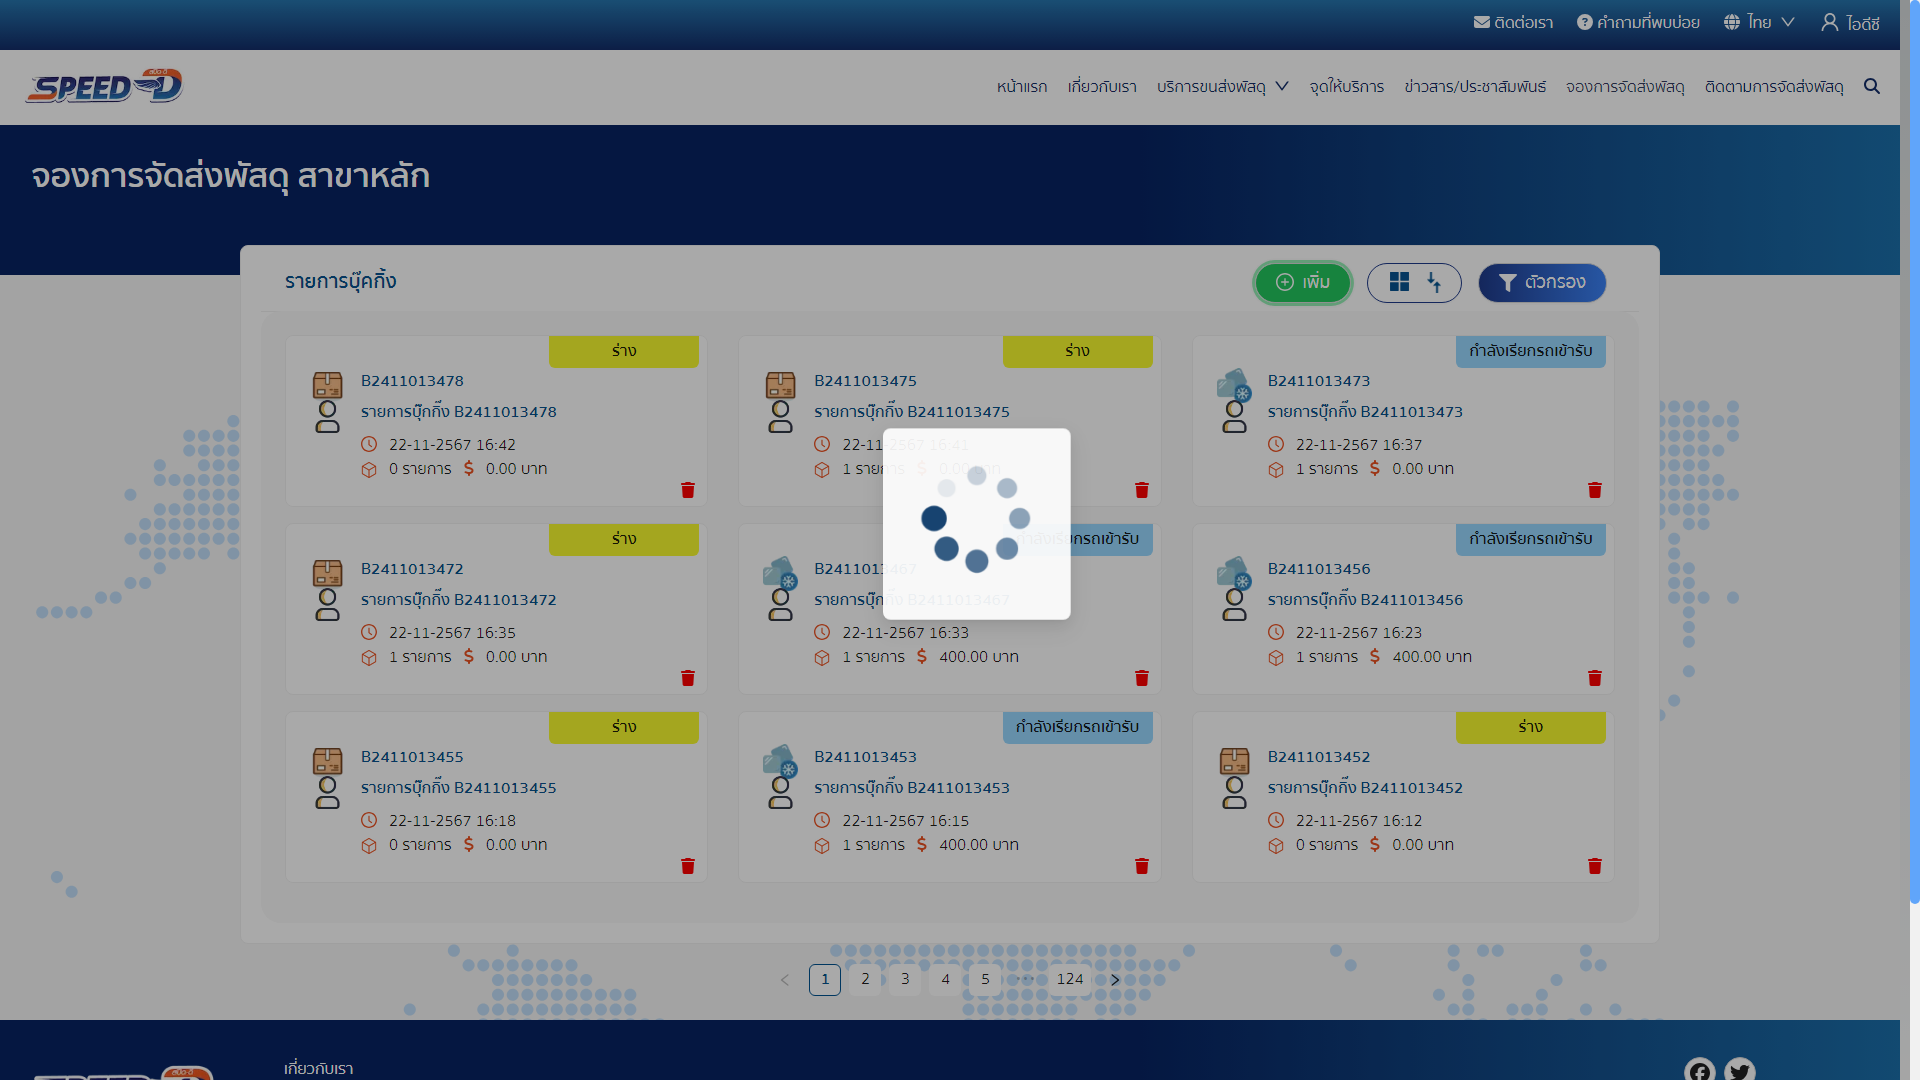 ติดต่อเรา
คำถามที่พบบ่อย
ไทย
ไอดีซี
สปีด-ดี
SPEED-D
หน้าแรก
เกี่ยวกับเรา
บริการขนส่งพัสดุ
จุดให้บริการ
ข่าวสาร/ประชาสัมพันธ์
จองการจัดส่งพัสดุ
ติดตามการจัดส่งพัสดุ
จองการจัดส่งพัสดุ สาขาหลัก
รายการบุ๊คกิ้ง
เพิ่ม
ตัวกรอง
ร่าง
B2411013478
รายการบุ๊กกิ๊ง B2411013478
22-11-2567 16:42
0 รายการ $ 0.00 บาท
ร่าง
B2411013475
รายการบุ๊กกิ๊ง B2411013475
22-11-2567 16:41
1 รายการ $ 0.00 บาท
กำลังเรียกรถเข้ารับ
B2411013473
รายการบุ๊กกิ๊ง B2411013473
22-11-2567 16:37
1 รายการ $ 0.00 บาท
ร่าง
B2411013472
รายการบุ๊กกิ๊ง B2411013472
22-11-2567 16:35
1 รายการ $ 0.00 บาท
กำลังเรียกรถเข้ารับ
B2411013467
รายการบุ๊กกิ๊ง B2411013467
22-11-2567 16:33
1 รายการ $ 400.00 บาท
กำลังเรียกรถเข้ารับ
B2411013456
รายการบุ๊กกิ๊ง B2411013456
22-11-2567 16:23
1 รายการ $ 400.00 บาท
ร่าง
B2411013455
รายการบุ๊กกิ๊ง B2411013455
22-11-2567 16:18
0 รายการ $ 0.00 บาท
กำลังเรียกรถเข้ารับ
B2411013453
รายการบุ๊กกิ๊ง B2411013453
22-11-2567 16:15
1 รายการ $ 400.00 บาท
ร่าง
B2411013452
รายการบุ๊กกิ๊ง B2411013452
22-11-2567 16:12
0 รายการ $ 0.00 บาท
< 1 2 3 4 5 ••• 124 >
เกี่ยวกับเรา
สปีด-ดี
SPEED-D